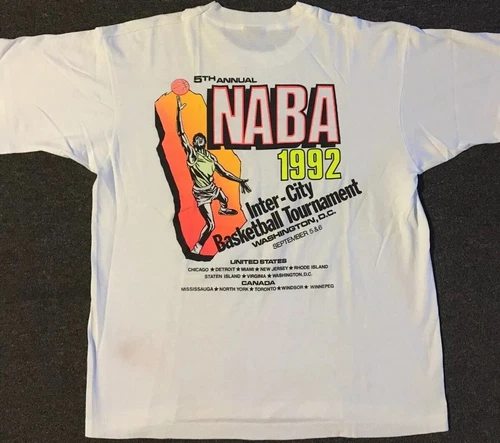 5TH ANNUAL
NABA
1992
Inter-City
Basketball Tournament
WASHINGTON, D.C.
SEPTEMBER 5 & 6
UNITED STATES
CHICAGO ★ DETROIT ★ MIAMI ★ NEW JERSEY ★ RHODE ISLAND
STATEN ISLAND ★ VIRGINIA ★ WASHINGTON, D.C.
CANADA
MISSISSAUGA ★ NORTH YORK ★ TORONTO ★ WINDSOR ★ WINNEPEG